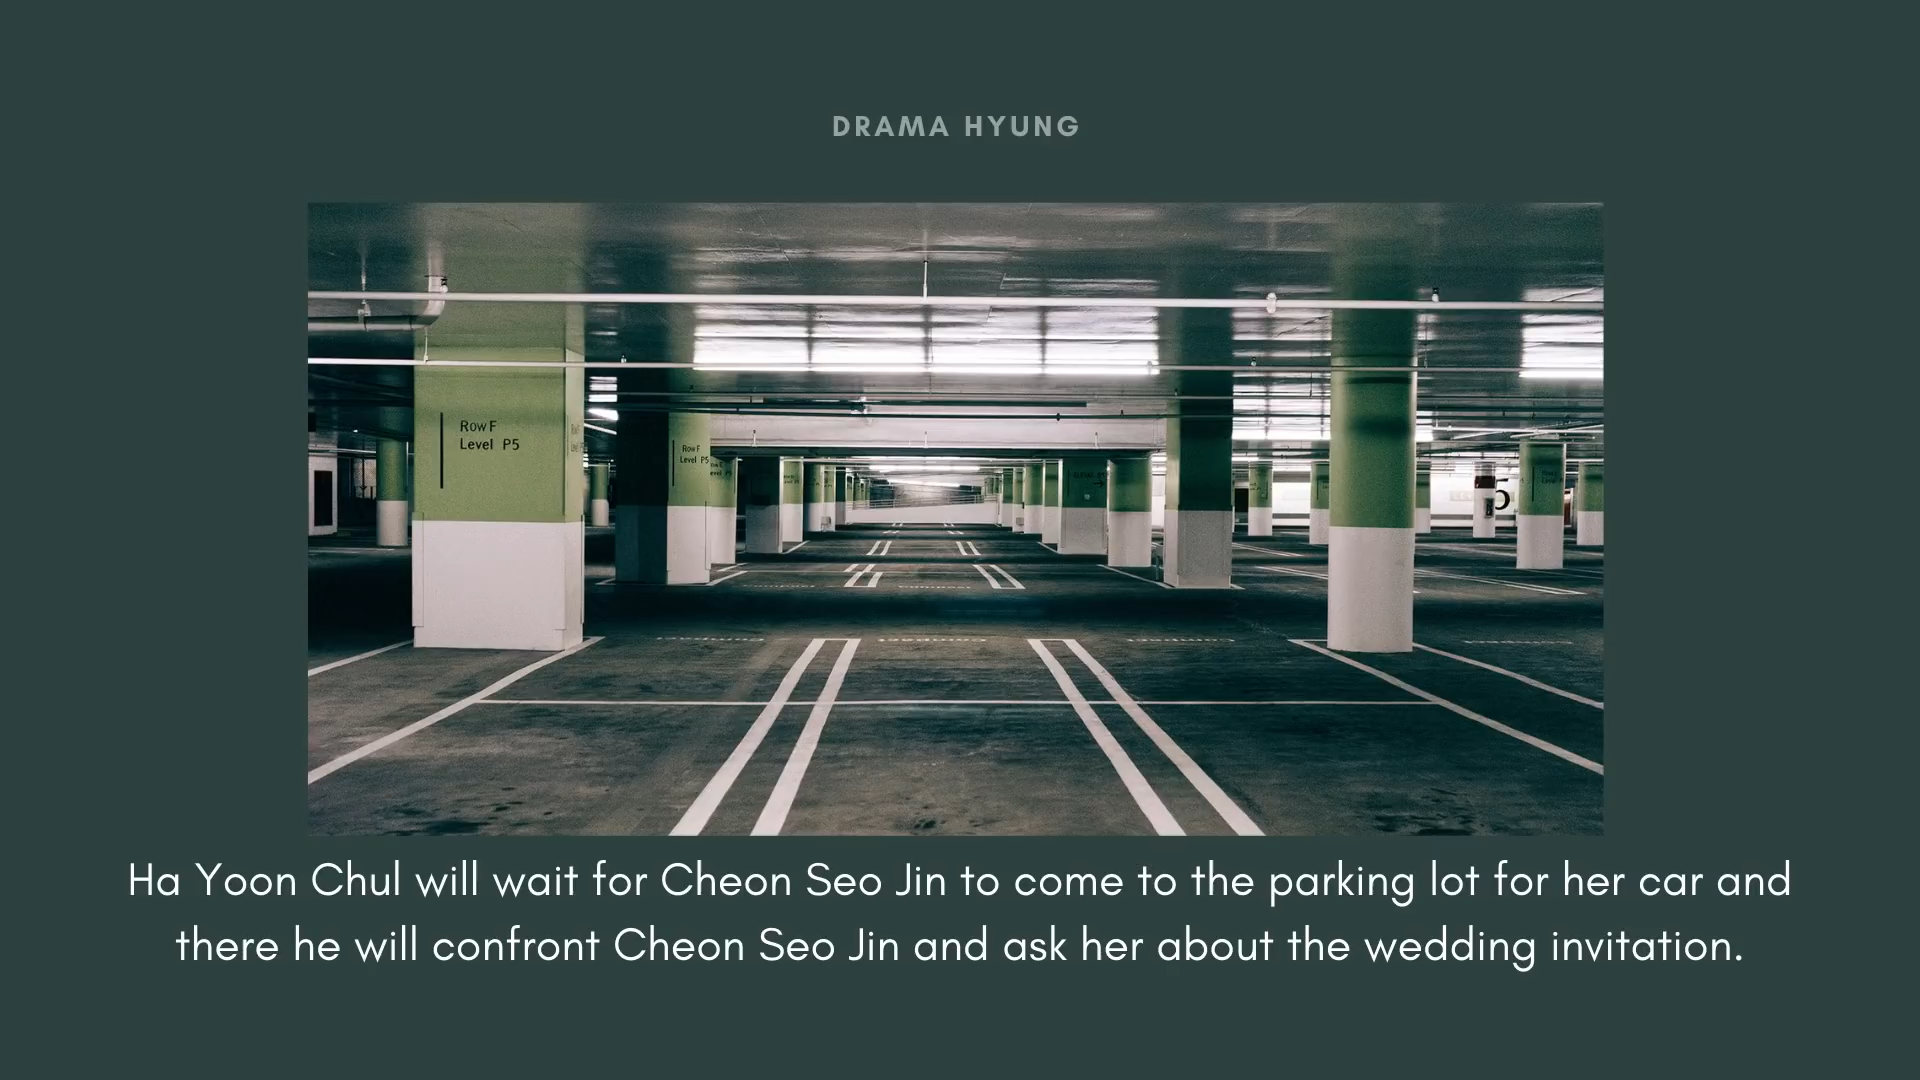 DRAMA HYUNG
Row F
Level P5
Row F
Level P5
5
Ha Yoon Chul will wait for Cheon Seo Jin to come to the parking lot for her car and
there he will confront Cheon Seo Jin and ask her about the wedding invitation.